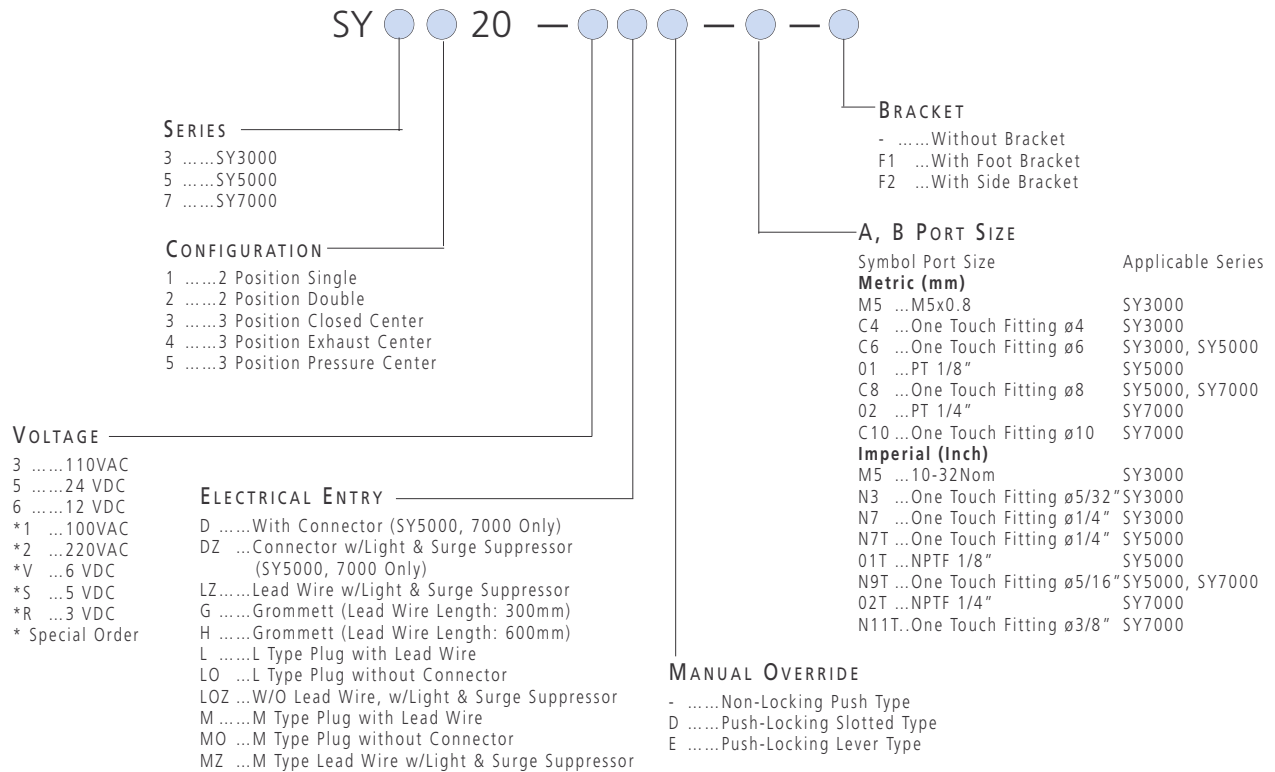 SY 20 — — —
BRACKET
- ......Without Bracket
F1 ...With Foot Bracket
F2 ...With Side Bracket
SERIES
3 ......SY3000
5 ......SY5000
7 ......SY7000
A, B PORT SIZE
Symbol Port Size Applicable Series
Metric (mm)
M5 ...M5x0.8 SY3000
C4 ...One Touch Fitting ø4 SY3000
C6 ...One Touch Fitting ø6 SY3000, SY5000
01 ...PT 1/8" SY5000
C8 ...One Touch Fitting ø8 SY5000, SY7000
02 ...PT 1/4" SY7000
C10 ...One Touch Fitting ø10 SY7000
Imperial (Inch)
M5 ...10-32Nom SY3000
N3 ...One Touch Fitting ø5/32" SY3000
N7 ...One Touch Fitting ø1/4" SY3000
N7T ...One Touch Fitting ø1/4" SY5000
01T ...NPTF 1/8" SY5000
N9T ...One Touch Fitting ø5/16" SY5000, SY7000
02T ...NPTF 1/4" SY7000
N11T..One Touch Fitting ø3/8" SY7000
CONFIGURATION
1 ......2 Position Single
2 ......2 Position Double
3 ......3 Position Closed Center
4 ......3 Position Exhaust Center
5 ......3 Position Pressure Center
VOLTAGE
3 ......110VAC
5 ......24 VDC
6 ......12 VDC
*1 ...100VAC
*2 ...220VAC
*V ...6 VDC
*S ...5 VDC
*R ...3 VDC
* Special Order
ELECTRICAL ENTRY
D ......With Connector (SY5000, 7000 Only)
DZ ...Connector w/Light & Surge Suppressor
(SY5000, 7000 Only)
LZ......Lead Wire w/Light & Surge Suppressor
G ......Grommett (Lead Wire Length: 300mm)
H ......Grommett (Lead Wire Length: 600mm)
L ......L Type Plug with Lead Wire
LO ...L Type Plug without Connector
LOZ ...W/O Lead Wire, w/Light & Surge Suppressor
M ......M Type Plug with Lead Wire
MO ...M Type Plug without Connector
MZ ...M Type Lead Wire w/Light & Surge Suppressor
MANUAL OVERRIDE
- ......Non-Locking Push Type
D ......Push-Locking Slotted Type
E ......Push-Locking Lever Type